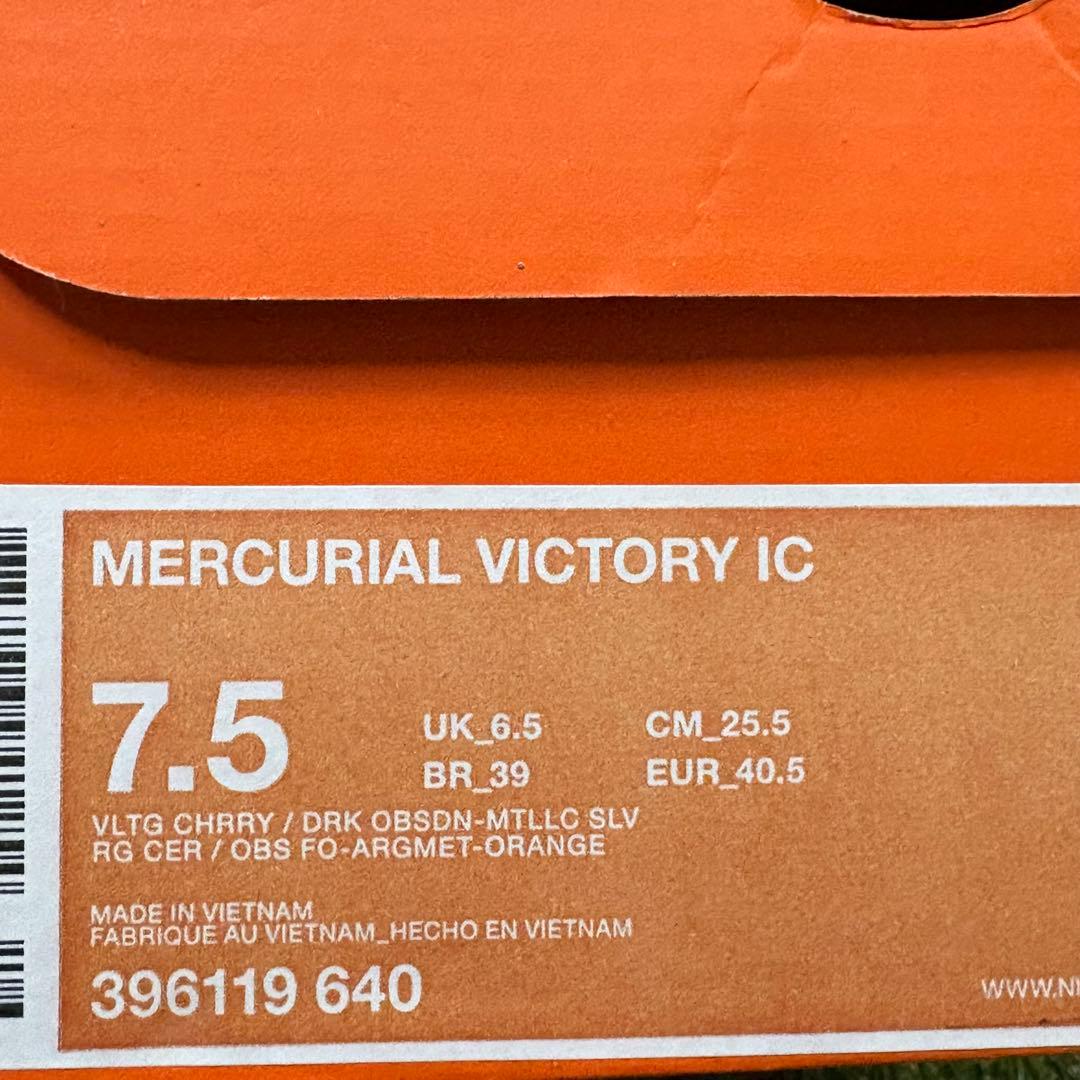 MERCURIAL VICTORY IC
7.5
UK_6.5 CM_25.5
BR_39 EUR_40.5
VLTG CHRRY / DRK OBSDN-MTLLC SLV
RG CER / OBS FO-ARGMET-ORANGE
MADE IN VIETNAM
FABRIQUE AU VIETNAM_HECHO EN VIETNAM
396119 640